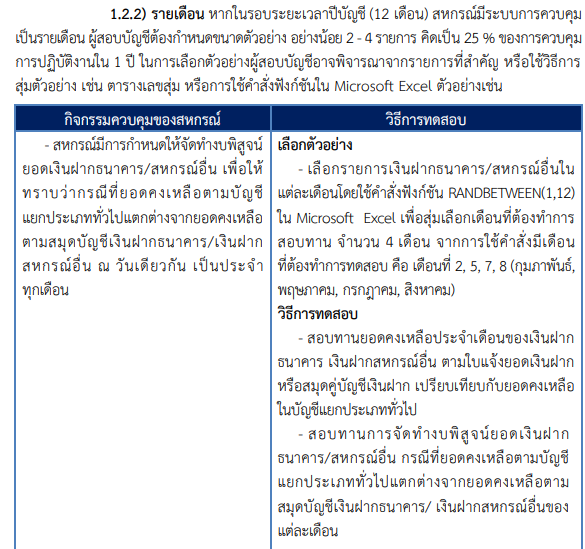 1.2.2) รายเดือน หากในรอบระยะเวลาปีบัญชี (12 เดือน) สหกรณ์มีระบบการควบคุม
เป็นรายเดือน ผู้สอบบัญชีต้องกำหนดขนาดตัวอย่าง อย่างน้อย 2 - 4 รายการ คิดเป็น 25 % ของการควบคุม
การปฏิบัติงานใน 1 ปี ในการเลือกตัวอย่างผู้สอบบัญชีอาจพิจารณาจากรายการที่สำคัญ หรือใช้วิธีการ
สุ่มตัวอย่าง เช่น ตารางเลขสุ่ม หรือการใช้คำสั่งฟังก์ชันใน Microsoft Excel ตัวอย่างเช่น
กิจกรรมควบคุมของสหกรณ์
- สหกรณ์มีการกำหนดให้จัดทำงบพิสูจน์
ยอดเงินฝากธนาคาร/สหกรณ์อื่น เพื่อให้
ทราบว่ากรณีที่ยอดคงเหลือตามบัญชี
แยกประเภททั่วไปแตกต่างจากยอดคงเหลือ
ตามสมุดบัญชีเงินฝากธนาคาร/เงินฝาก
สหกรณ์อื่น ณ วันเดียวกัน เป็นประจำ
ทุกเดือน
วิธีการทดสอบ
เลือกตัวอย่าง
- เลือกรายการเงินฝากธนาคาร/สหกรณ์อื่นใน
แต่ละเดือนโดยใช้คำสั่งฟังก์ชัน RANDBETWEEN(1,12)
ใน Microsoft Excel เพื่อสุ่มเลือกเดือนที่ต้องทำการ
สอบทาน จำนวน 4 เดือน จากการใช้คำสั่งมีเดือน
ที่ต้องทำการทดสอบ คือ เดือนที่ 2, 5, 7, 8 (กุมภาพันธ์,
พฤษภาคม, กรกฎาคม, สิงหาคม)
วิธีการทดสอบ
- สอบทานยอดคงเหลือประจำเดือนของเงินฝาก
ธนาคาร เงินฝากสหกรณ์อื่น ตามใบแจ้งยอดเงินฝาก
หรือสมุดคู่บัญชีเงินฝาก เปรียบเทียบกับยอดคงเหลือ
ในบัญชีแยกประเภททั่วไป
- สอบทานการจัดทำงบพิสูจน์ยอดเงินฝาก
ธนาคาร/สหกรณ์อื่น กรณีที่ยอดคงเหลือตามบัญชี
แยกประเภททั่วไปแตกต่างจากยอดคงเหลือตาม
สมุดบัญชีเงินฝากธนาคาร/ เงินฝากสหกรณ์อื่นของ
แต่ละเดือน